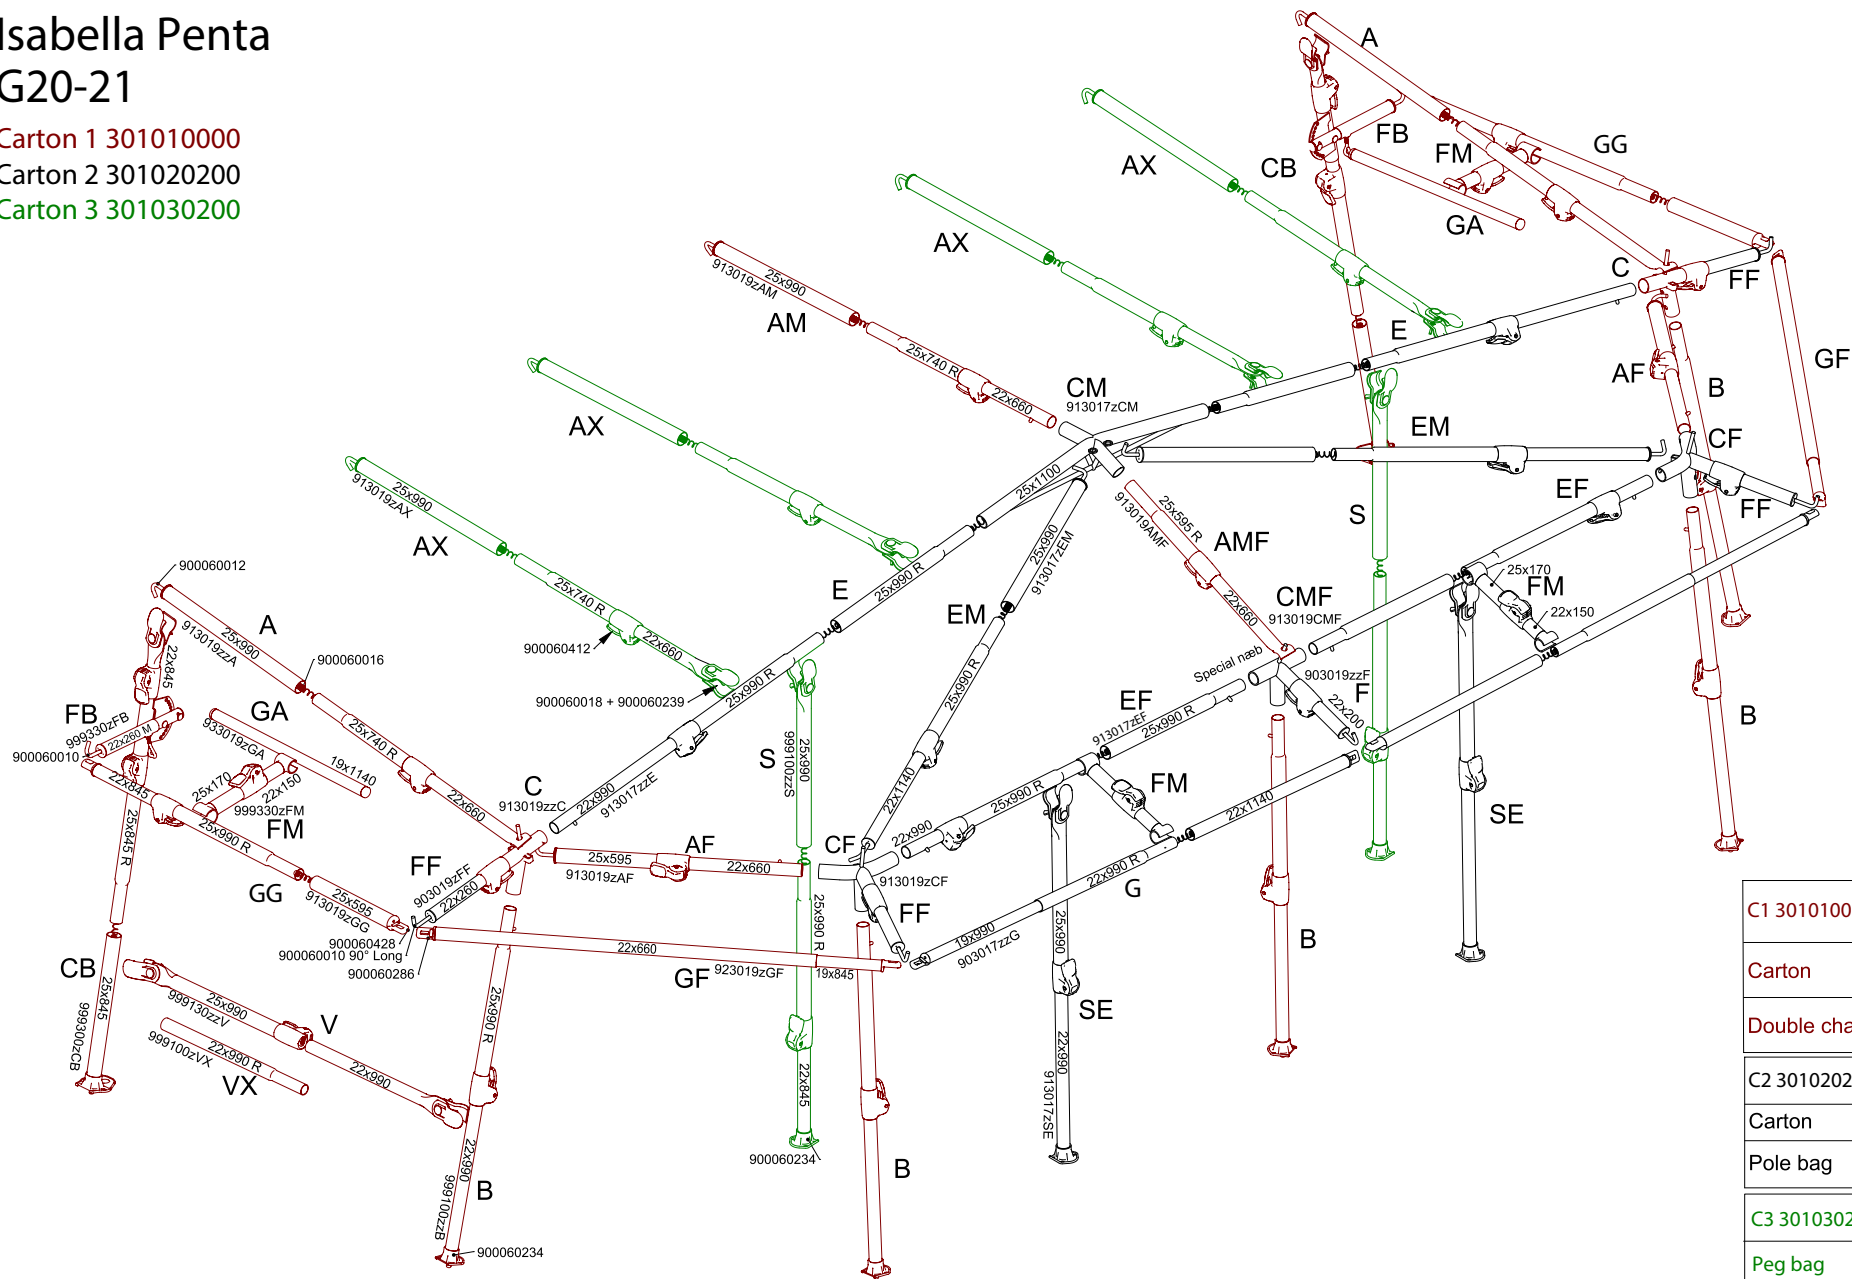 Isabella Penta
G20-21
Carton 1 301010000
Carton 2 301020200
Carton 3 301030200
A
FB
FM
GG
CB
GA
AX
C
FF
AX
E
AF
B
GF
913019zAM
25x990
AM
25x740 R
22x660
CM
913017zCM
EM
CF
AX
EF
FF
S
25x1100
25x595 R
913019AMF
AMF
22x660
25x990
913017zEM
EM
25x990 R
22x1140
CMF
913019CMF
25x170
FM
22x150
25x990
913019zAX
AX
25x740 R
22x660
900060412
900060018 + 900060239
E
25x990 R
25x990 R
22x990
913017zzE
C
913019zzC
Special næb
903019zzF
F
22x200
B
900060012
A
25x990
913019zzA
900060016
25x740 R
22x660
22x845
FB
999330zFB
22x260 M
900060010
GA
933019zGA
19x1140
25x170
22x150
999330zFM
FM
22x845
25x990 R
GG
25x595
913019zGG
25x845 R
CB
25x845
999300zCB
FF
903019zFF
22x260
900060428
900060010 90° Long
900060286
25x595
913019zAF
AF
22x660
S
25x990
999100zzS
25x990 R
22x845
900060234
CF
913019zCF
22x990
25x990 R
EF
913017zEF
25x990 R
FM
FF
19x990
903017zzG
22x990 R
G
22x1140
22x660
GF
923019zGF
19x845
SE
25x990
22x990
913017zSE
SE
B
B
V
25x990
999130zzV
22x990
999100zVX
22x990 R
VX
25x990 R
22x990
999100zzB
B
900060234
C1 3010100
Carton
Double cha
C2 3010202
Carton
Pole bag
C3 3010302
Peg bag